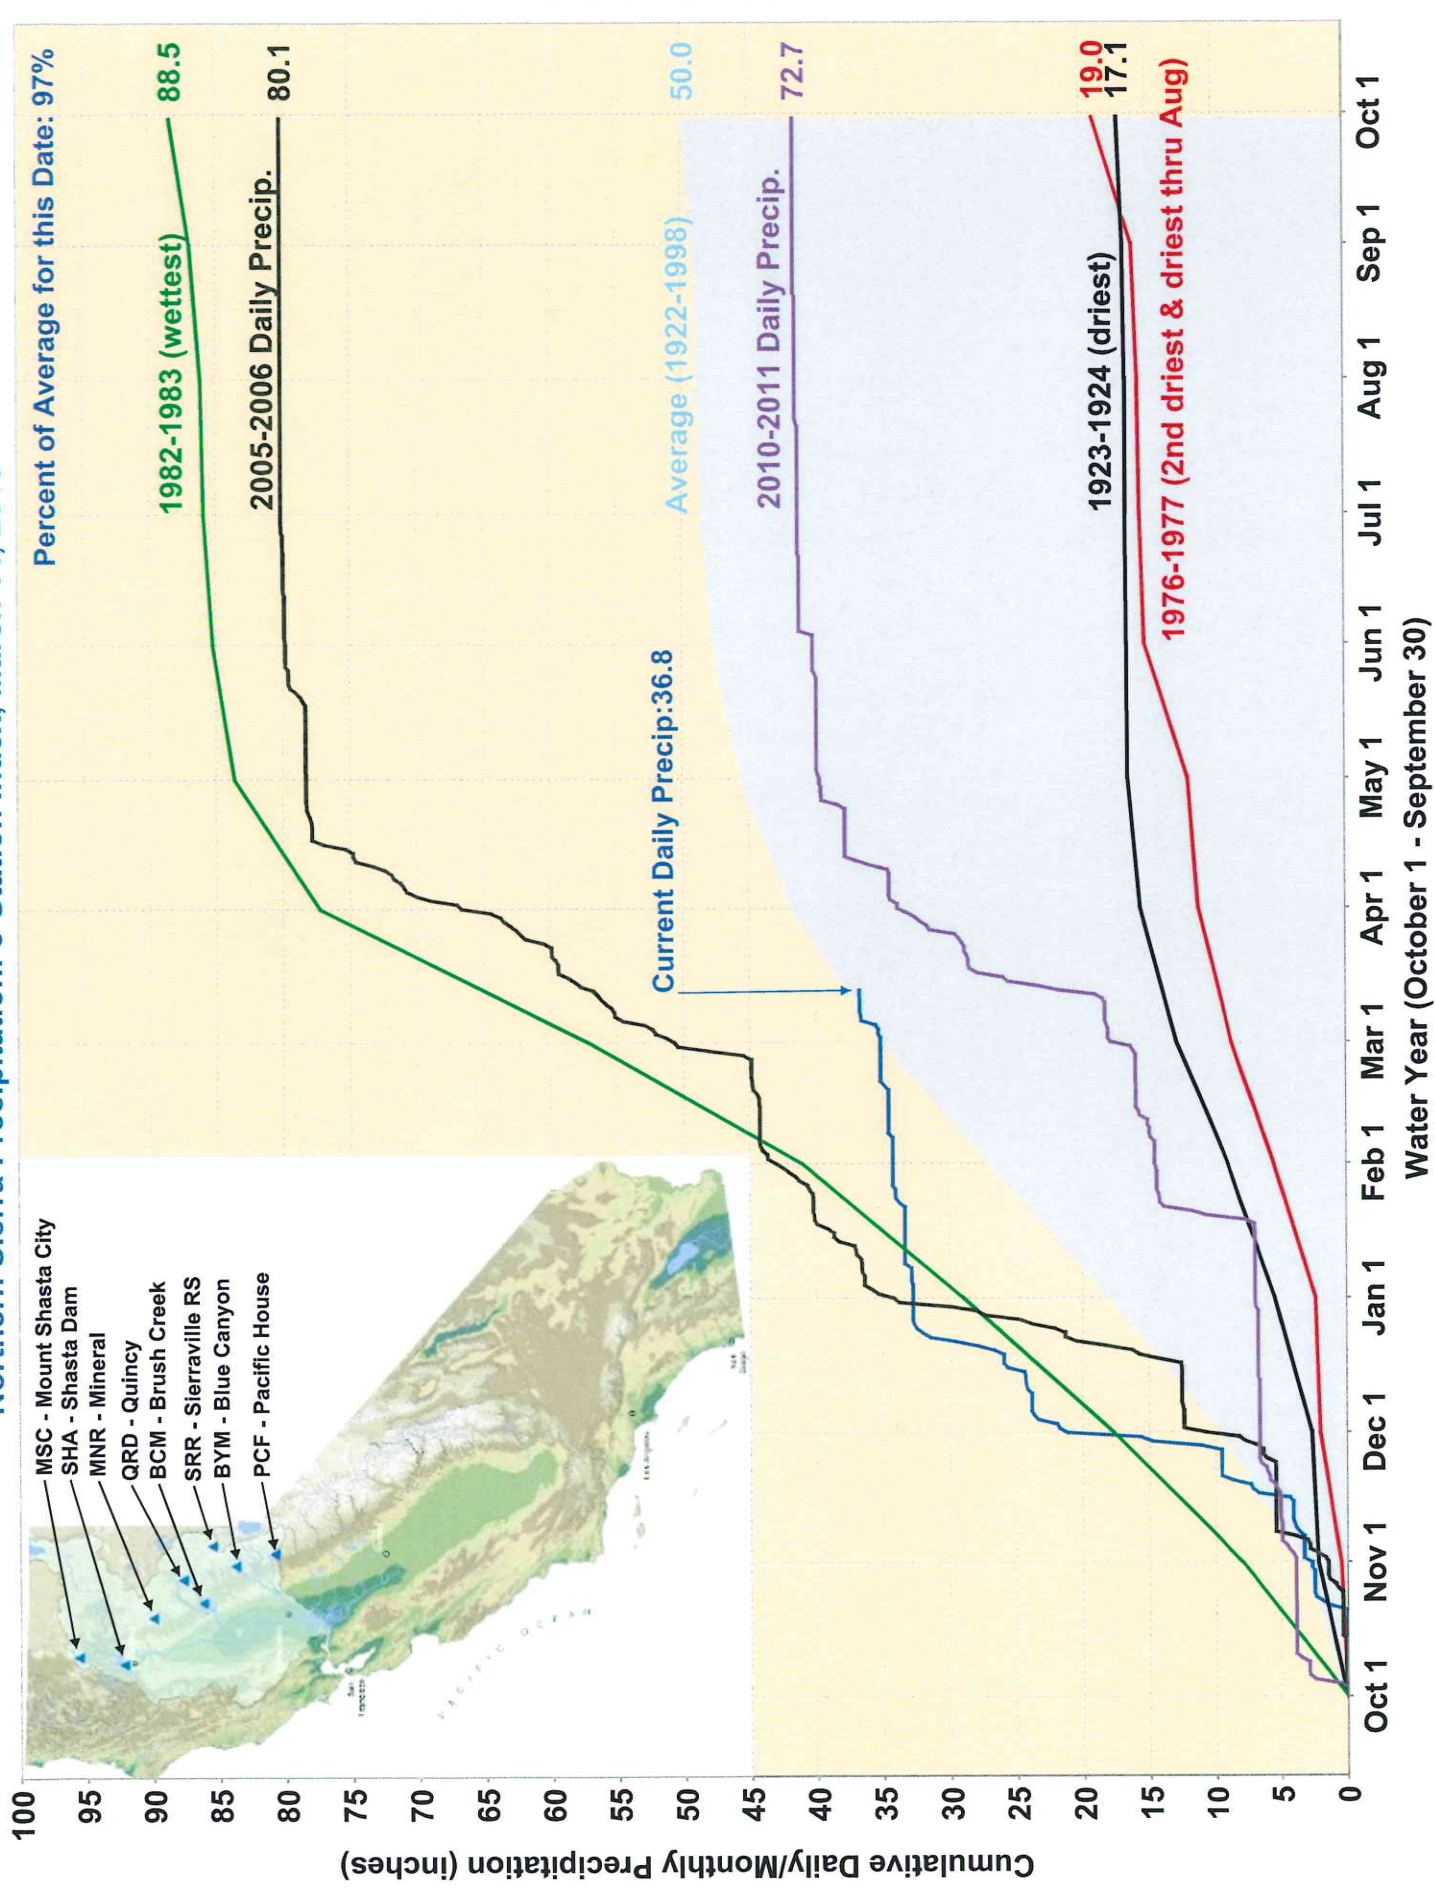 Percent of Average for this Date: 97%
MSC - Mount Shasta City
SHA - Shasta Dam
MNR - Mineral
QRD - Quincy
BCM - Brush Creek
SRR - Sierraville RS
BYM - Blue Canyon
PCF - Pacific House
PACIFIC OCEAN
1982-1983 (wettest)
88.5
2005-2006 Daily Precip.
80.1
Average (1922-1998)
50.0
Current Daily Precip:36.8
2010-2011 Daily Precip.
72.7
1923-1924 (driest)
19.0
17.1
1976-1977 (2nd driest & driest thru Aug)
Cumulative Daily/Monthly Precipitation (inches)
100
95
90
85
80
75
70
65
60
55
50
45
40
35
30
25
20
15
10
5
0
Oct 1
Nov 1
Dec 1
Jan 1
Feb 1
Mar 1
Apr 1
May 1
Jun 1
Jul 1
Aug 1
Sep 1
Oct 1
Water Year (October 1 - September 30)